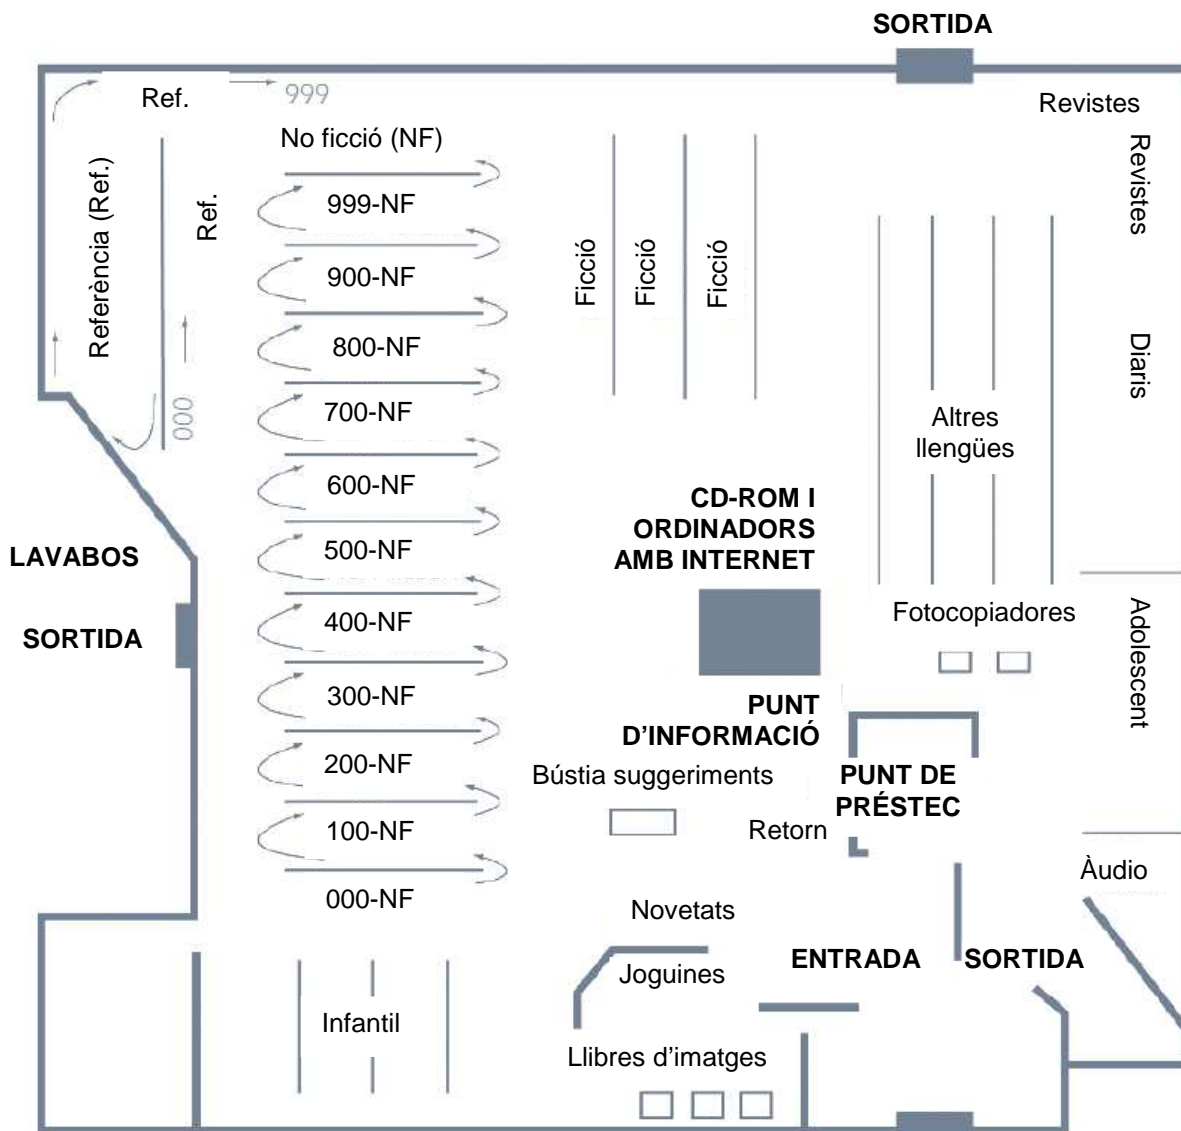 SORTIDA
Ref.
999
Revistes
No ficció (NF)
Revistes
Referència (Ref.)
Ref.
999-NF
900-NF
Ficció
Ficció
Ficció
800-NF
Diaris
000
700-NF
Altres
llengües
600-NF
CD-ROM I
ORDINADORS
AMB INTERNET
500-NF
LAVABOS
SORTIDA
400-NF
Fotocopiadores
Adolescent
300-NF
PUNT
D'INFORMACIÓ
200-NF
Bústia suggeriments
PUNT DE
PRÉSTEC
100-NF
Retorn
Àudio
000-NF
Novetats
ENTRADA
SORTIDA
Joguines
Infantil
Llibres d'imatges